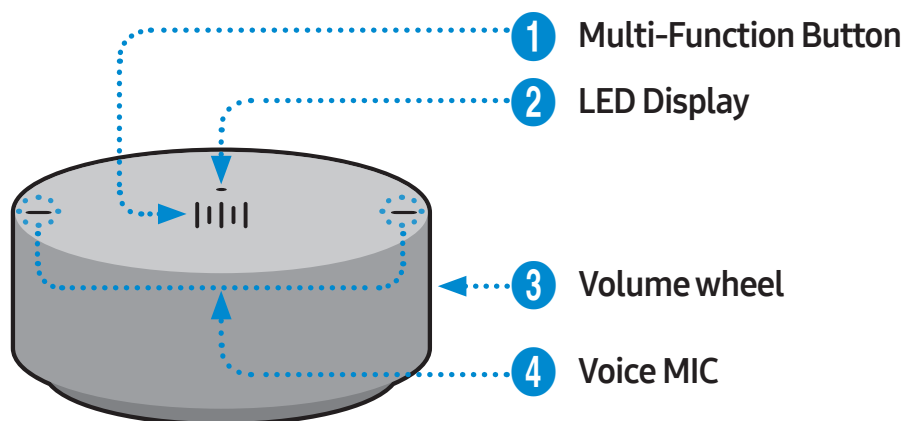 1 Multi-Function Button
2 LED Display
3 Volume wheel
4 Voice MIC